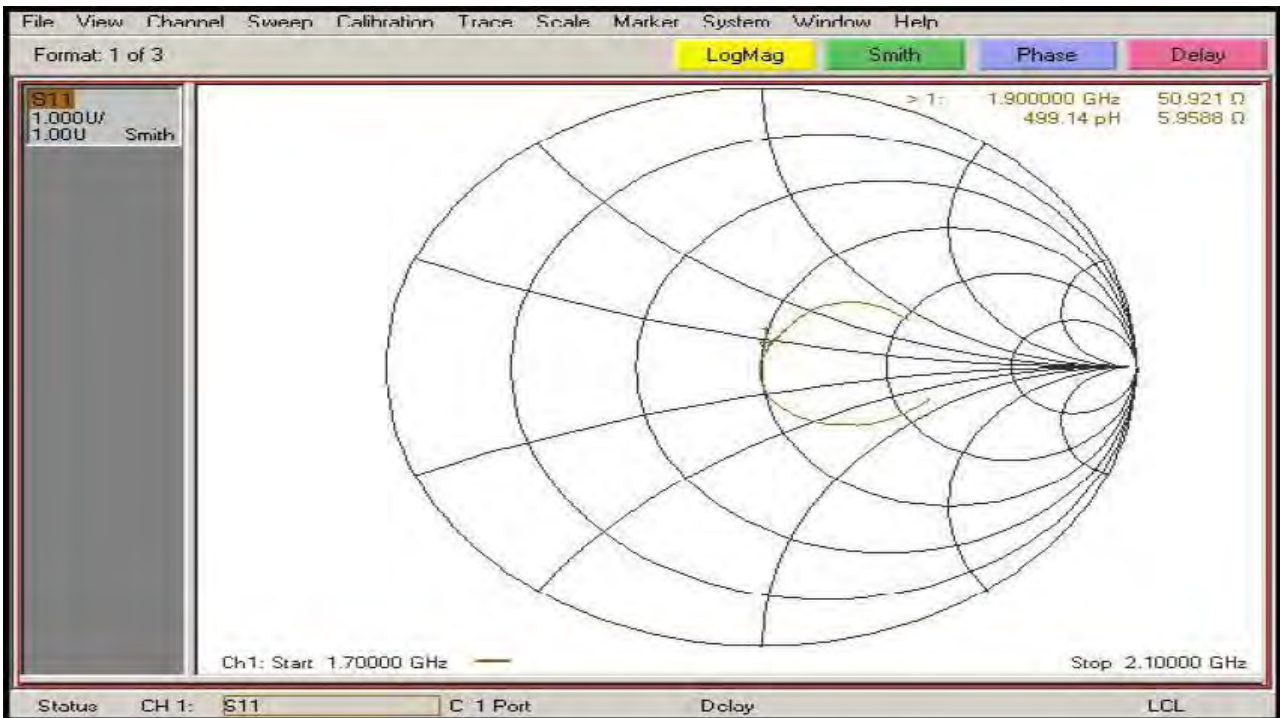 File View Channel Sweep Calibration Trace Scale Marker System Window Help
Format: 1 of 3 LogMag Smith Phase Delay
S11
1.000U/
1.00U Smith
> 1: 1.900000 GHz 50.921 Ω
499.14 pH 5.9588 Ω
Ch1: Start 1.70000 GHz Stop 2.10000 GHz
Status CH 1: S11 C 1 Port Delay LCL